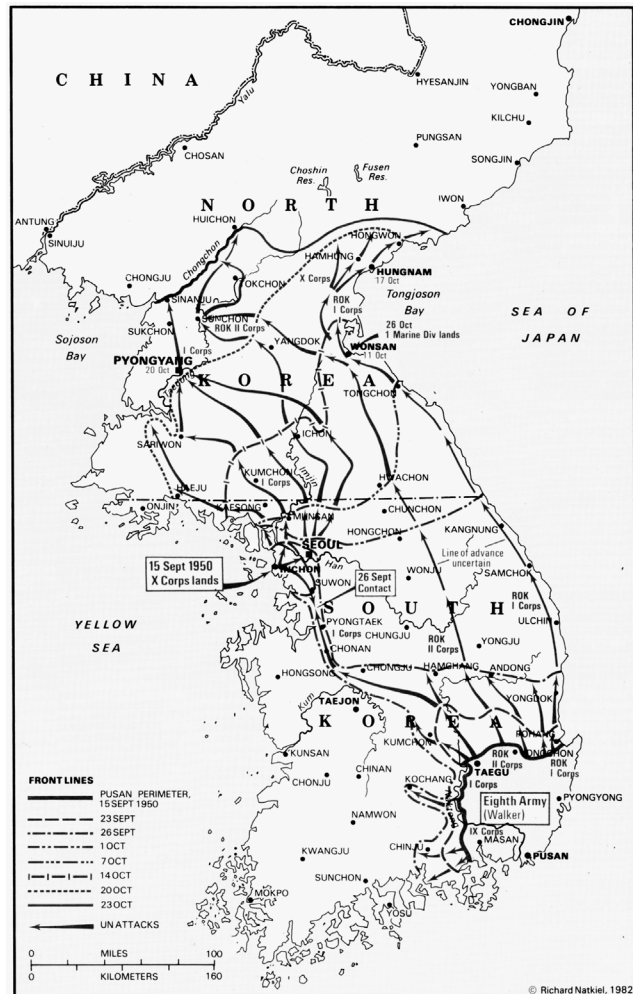 CHONGJIN
CHINA
HYESANJIN
Yalu
YONGBAN
KILCHU
CHOSAN
PUNGSAN
SONGJIN
Choshin
Res.
Fusen
Res.
IWON
NORTH
ANTUNG
SINUIJU
HUICHON
HONGWON
HAMHUNG
Chongchon
HUNGNAM
17 Oct
X Corps
CHONGJU
TOKCHON
SINANJU
Tongjoson
Bay
SEA OF
JAPAN
ROK
I Corps
SUNCHON
ROK II Corps
26 Oct
1 Marine Div lands
SUKCHON
Sojoson
Bay
I Corps
YANGDOK
WONSAN
11 Oct
PYONGYANG
20 Oct
Taedong
KOREA
TONGCHON
SARIWON
ICHON
Imjin
KUMCHON
I Corps
HAEJU
HWACHON
ONJIN
KAESONG
MUNSAN
CHUNCHON
HONGCHON
KANGNUNG
SEOUL
Han
15 Sept 1950
X Corps lands
INCHON
26 Sept
Contact
Line of advance
uncertain
SUWON
WONJU
SAMCHOK
SOUTH
ROK
I Corps
YELLOW
SEA
PYONGTAEK
I Corps
CHUNGJU
ROK
II Corps
YONGJU
ULCHIN
CHONAN
HONGSONG
CHONGJU
HAMCHANG
ANDONG
Kum
TAEJON
YONGDOK
KOREA
KUMCHON
POHANG
YONGCHON
KUNSAN
ROK
II Corps
ROK
I Corps
TAEGU
I Corps
CHONJU
CHINAN
KOCHANG
Eighth Army
(Walker)
PYONGYONG
NAMWON
IX Corps
MASAN
KWANGJU
CHINJU
PUSAN
SUNCHON
MOKPO
YOSU
FRONT LINES
PUSAN PERIMETER,
15 SEPT 1950
23 SEPT
26 SEPT
1 OCT
7 OCT
14 OCT
20 OCT
23 OCT
UN ATTACKS
0 MILES 100
0 KILOMETERS 160
© Richard Natkiel, 1982